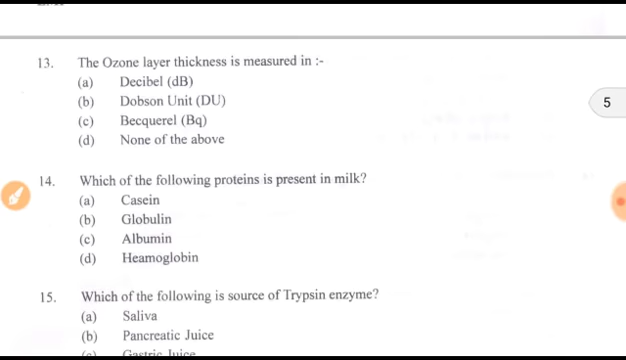 13. The Ozone layer thickness is measured in :-
(a) Decibel (dB)
(b) Dobson Unit (DU)
(c) Becquerel (Bq)
(d) None of the above
5
14. Which of the following proteins is present in milk?
(a) Casein
(b) Globulin
(c) Albumin
(d) Heamoglobin
15. Which of the following is source of Trypsin enzyme?
(a) Saliva
(b) Pancreatic Juice
(c) Gastric Juice